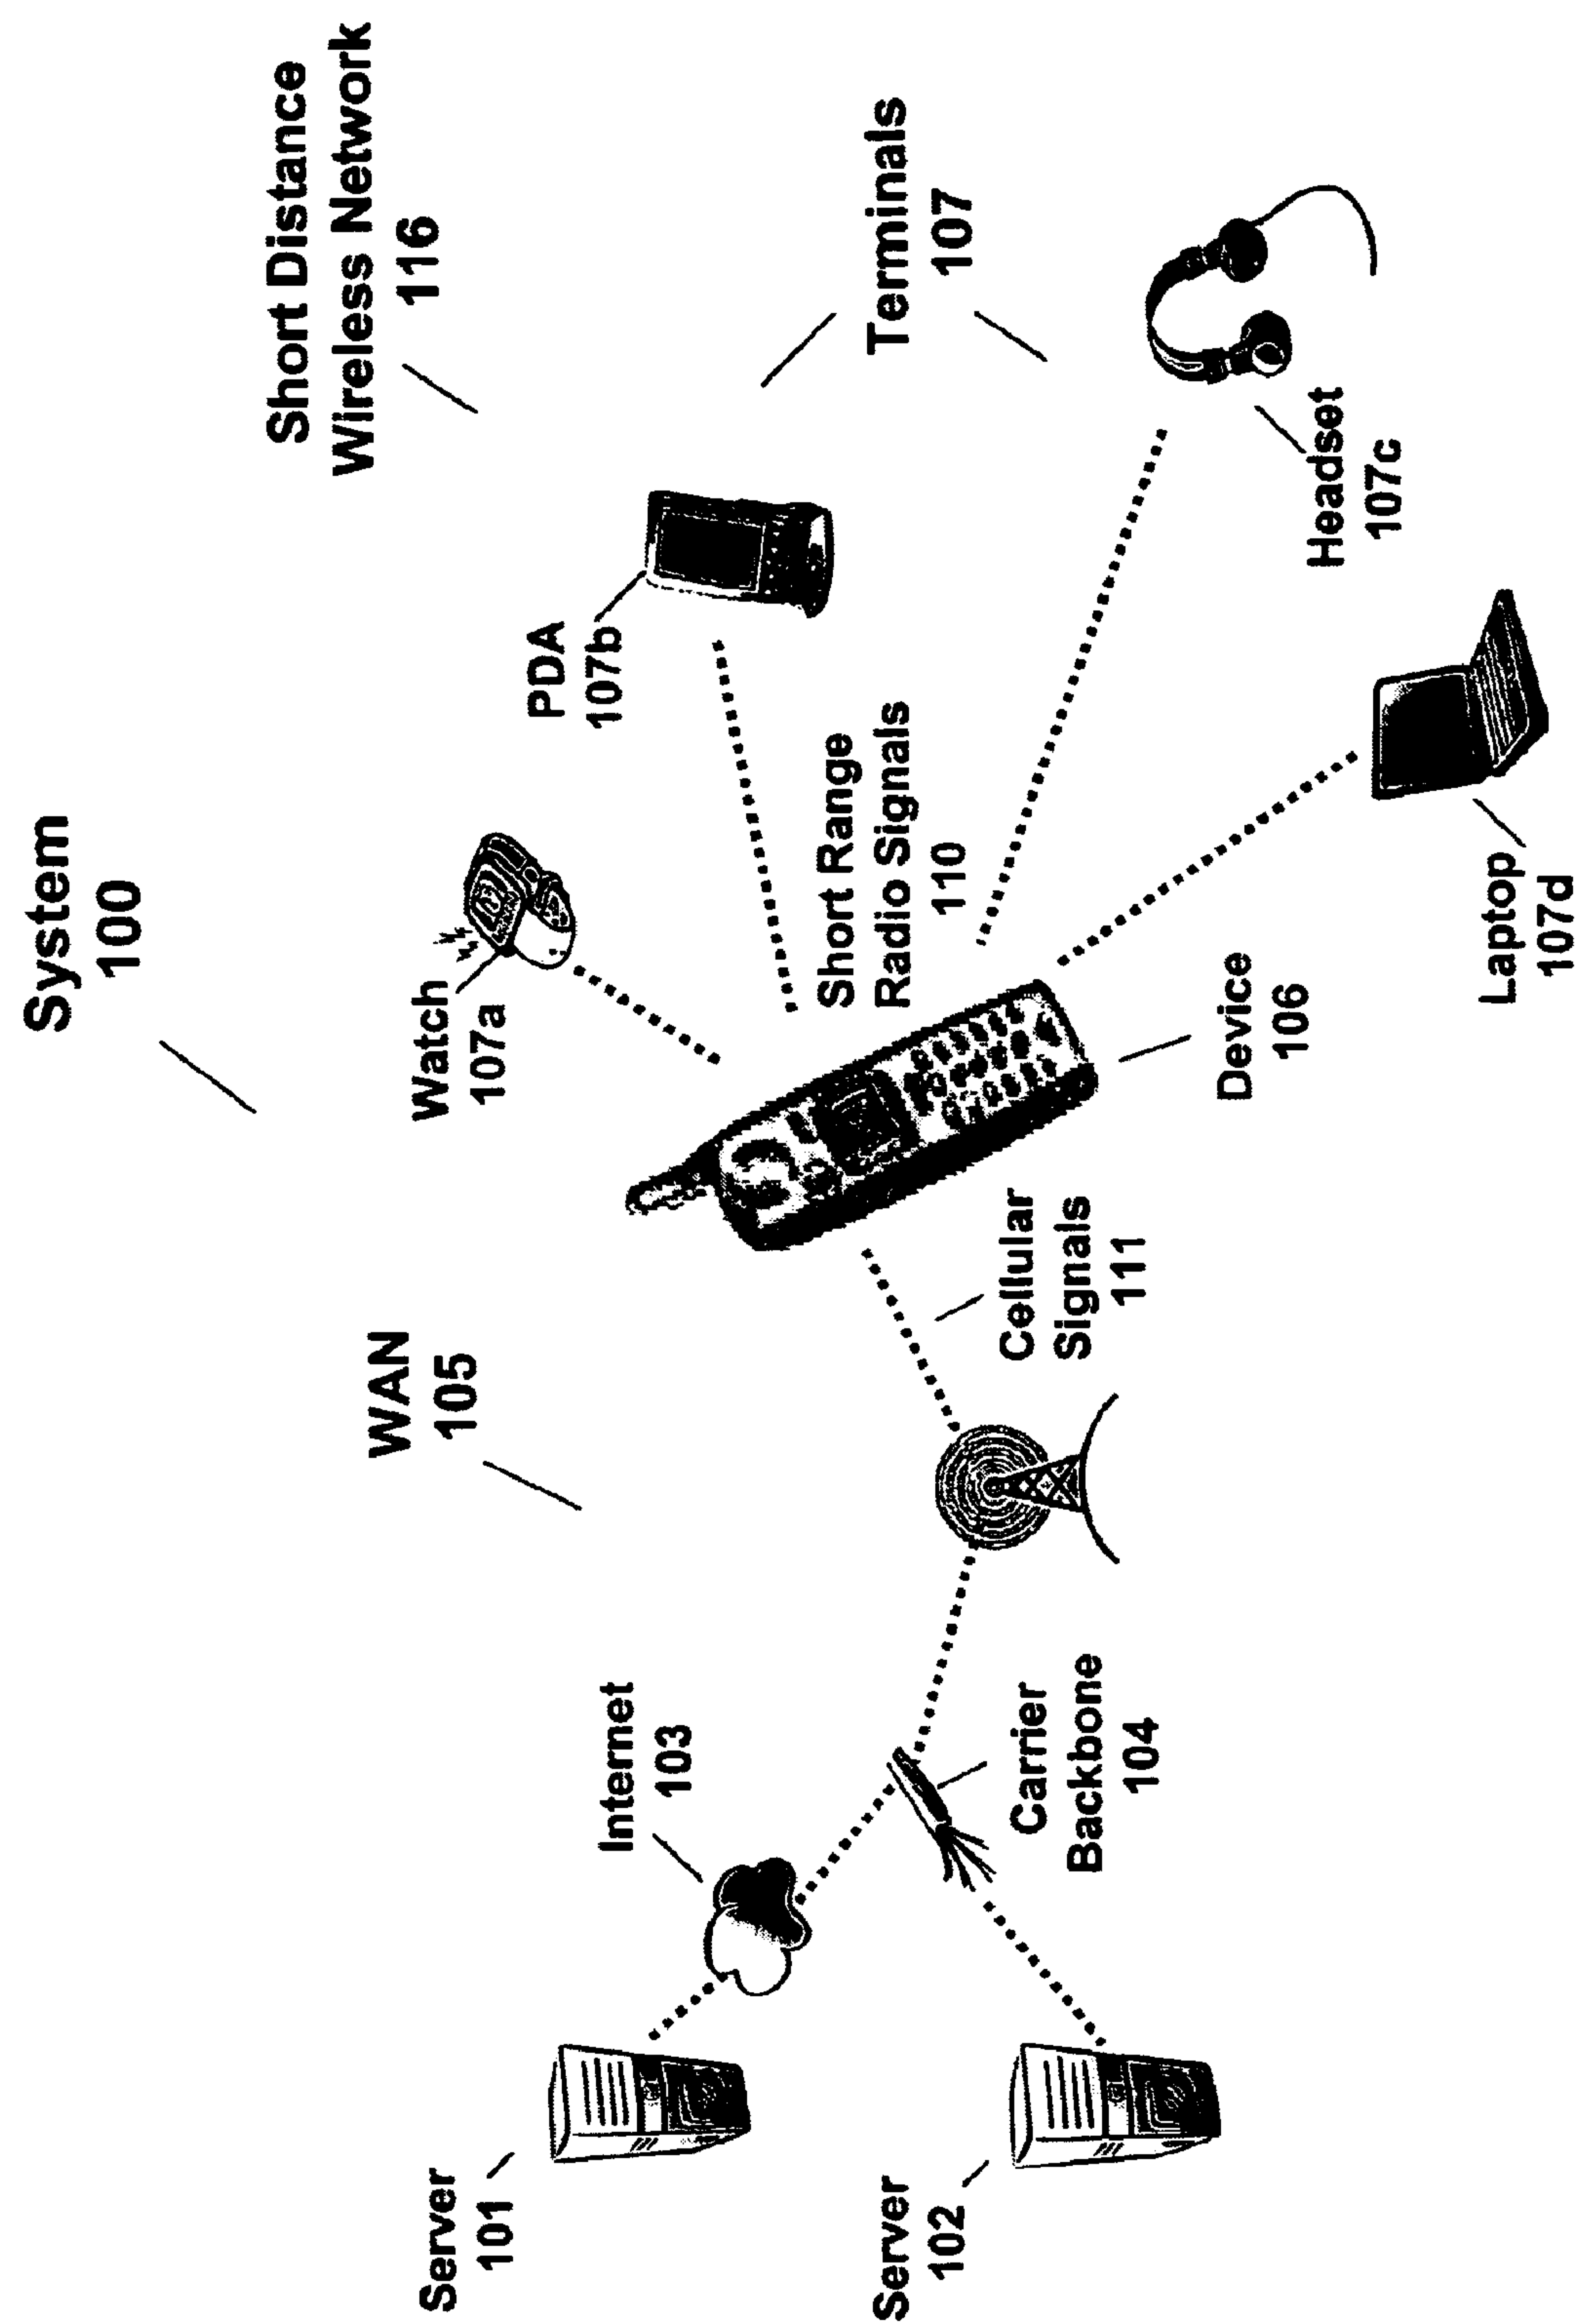 System
100
Short Distance
Wireless Network
116
WAN
105
Watch
107a
PDA
107b
Terminals
107
Internet
103
Short Range
Radio Signals
110
Server
101
Cellular
Signals
111
Carrier
Backbone
104
Device
106
Headset
107c
Server
102
Laptop
107d